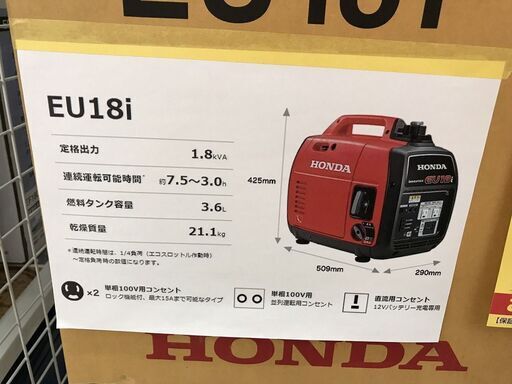 EU18i
EU18i
定格出力 1.8kVA
連続運転可能時間* 約7.5~3.0h
燃料タンク容量 3.6L
乾燥質量 21.1kg
*連続運転時間は、1/4負荷(エコスロットル作動時)
~定格負荷時の数値になります。
×2
単相100V用コンセント
ロック機能付、最大15Aまで可能なタイプ
単相100V用
並列運転用コンセント
直流用コンセント
12Vバッテリー充電専用
425mm
509mm
290mm
HONDA
HONDA
EU18i
HONDA